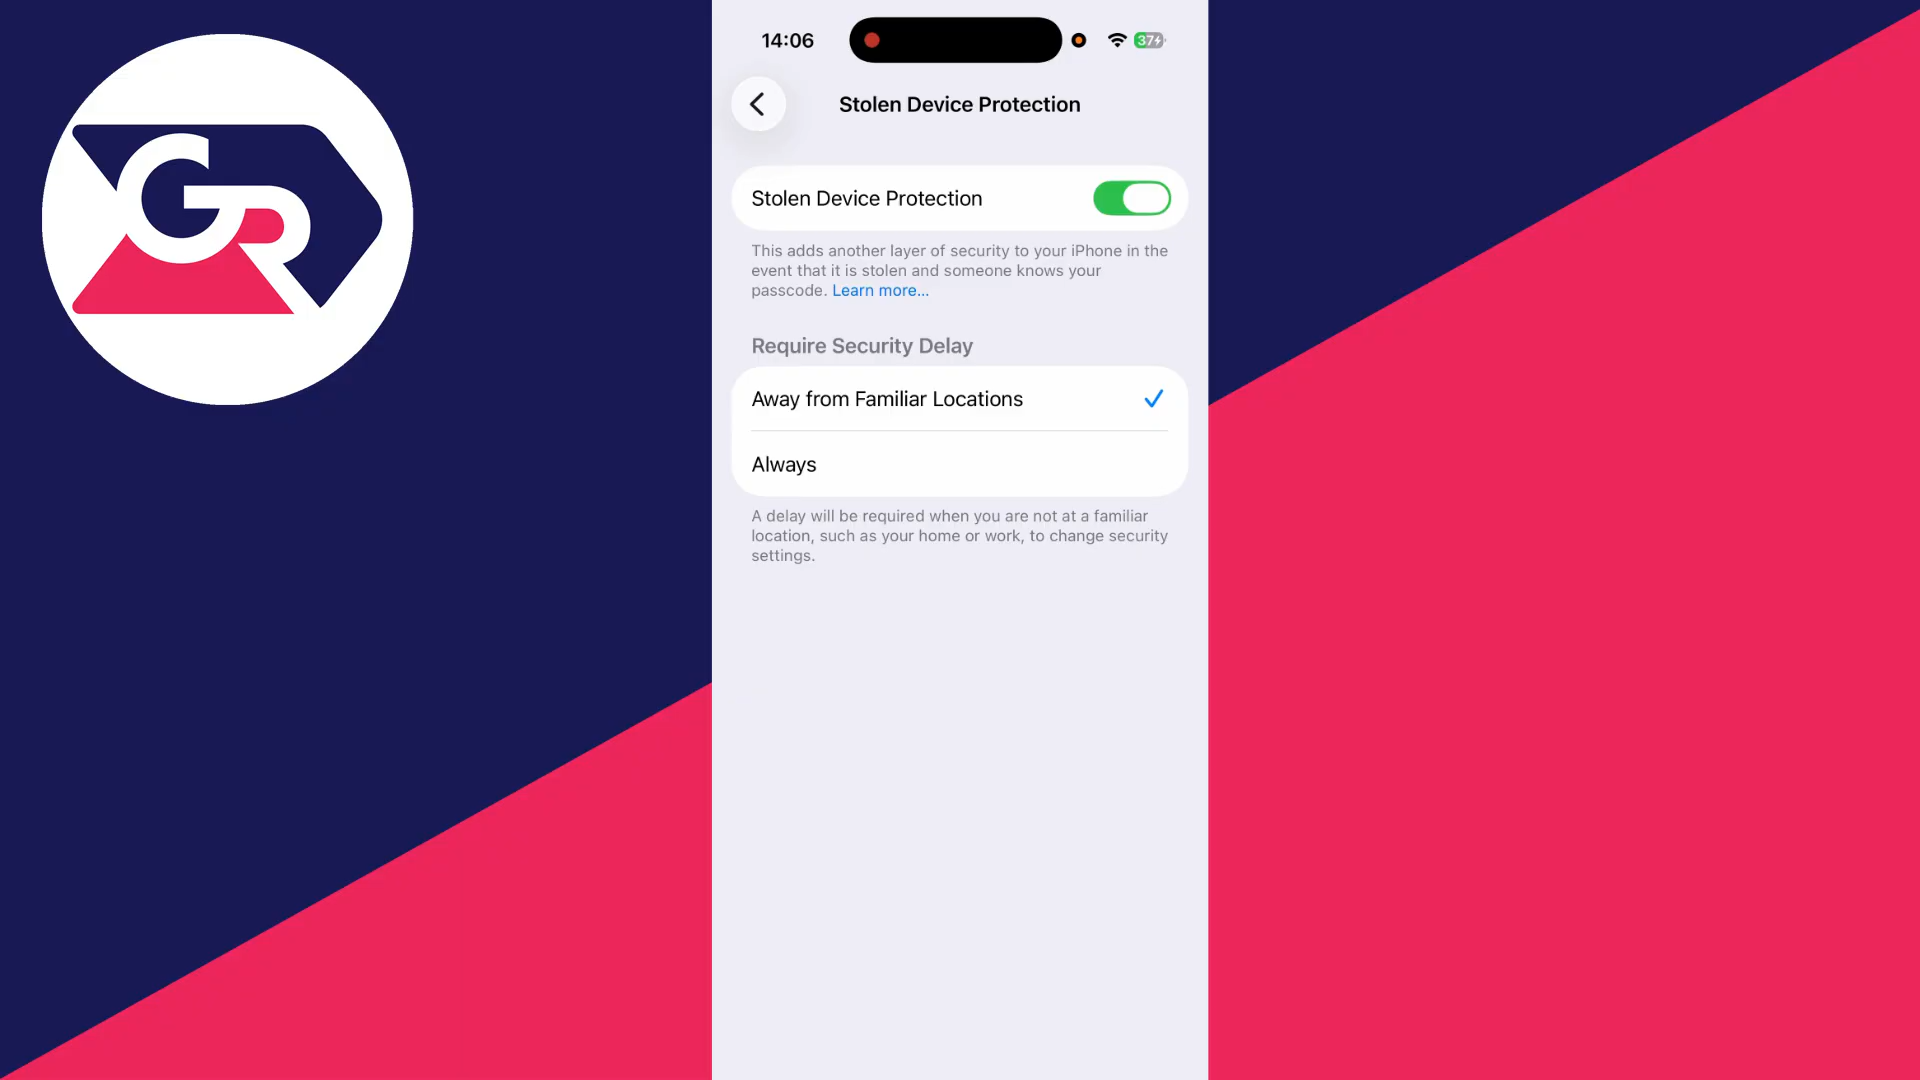 GR
14:06
37
Stolen Device Protection
Stolen Device Protection
This adds another layer of security to your iPhone in the
event that it is stolen and someone knows your
passcode. Learn more...
Require Security Delay
Away from Familiar Locations
Always
A delay will be required when you are not at a familiar
location, such as your home or work, to change security
settings.